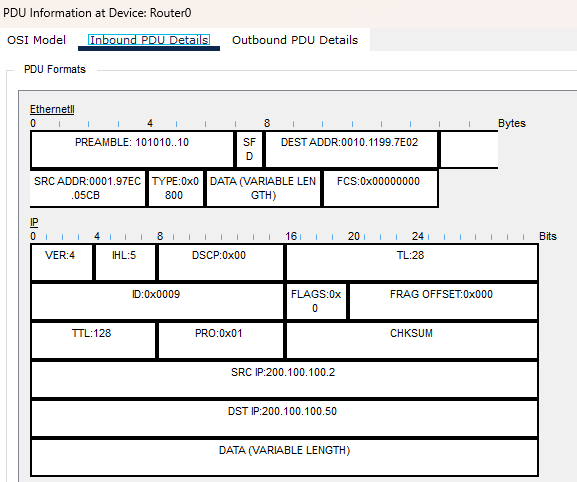 PDU Information at Device: Router0
OSI Model Inbound PDU Details Outbound PDU Details
PDU Formats
EthernetII
0 4 8 Bytes
PREAMBLE: 101010..10 SF DEST ADDR:0010.1199.7E02
D
SRC ADDR:0001.97EC TYPE:0x0 DATA (VARIABLE LEN FCS:0x00000000
.05CB 800 GTH)
IP
0 4 8 16 20 24 Bits
VER:4 IHL:5 DSCP:0x00 TL:28
ID:0x0009 FLAGS:0x FRAG OFFSET:0x000
0
TTL:128 PRO:0x01 CHKSUM
SRC IP:200.100.100.2
DST IP:200.100.100.50
DATA (VARIABLE LENGTH)